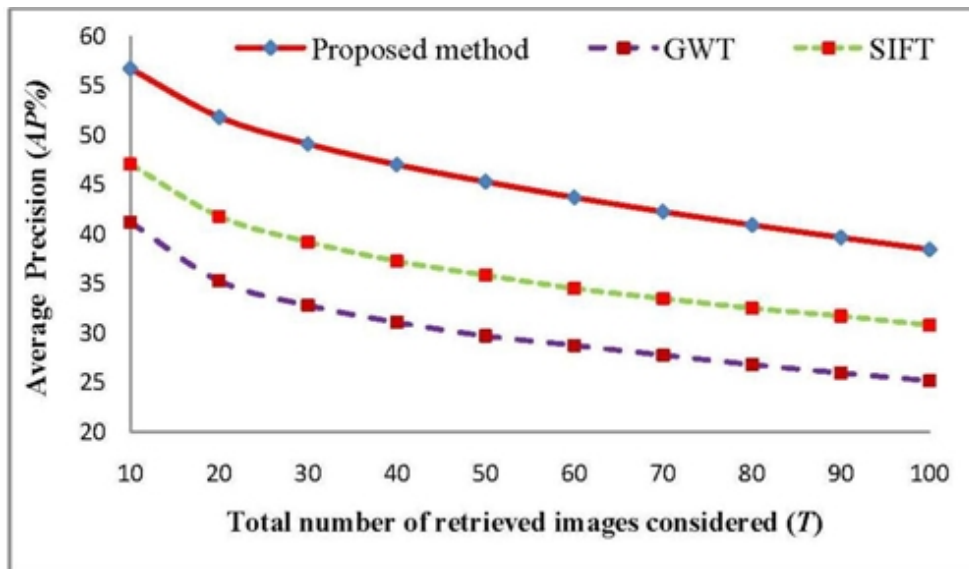 Proposed method GWT SIFT
60
55
50
45
40
35
30
25
20
Average Precision (AP%)
10 20 30 40 50 60 70 80 90 100
Total number of retrieved images considered (T)